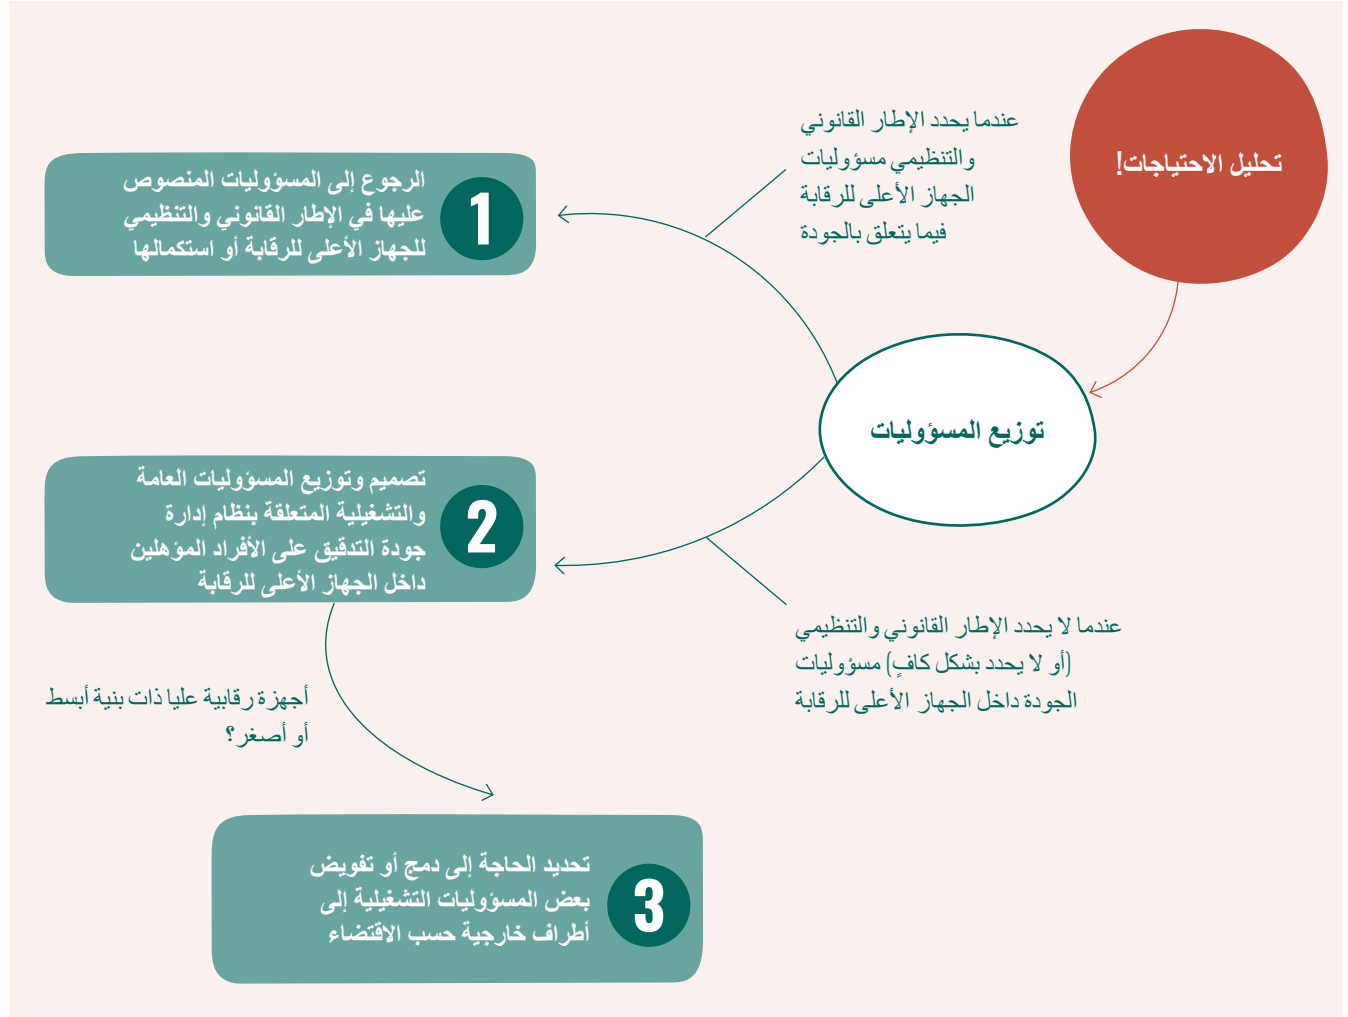 تحليل الاحتياجات!
توزيع المسؤوليات
عندما يحدد الإطار القانوني
والتنظيمي مسؤوليات
الجهاز الأعلى للرقابة
فيما يتعلق بالجودة
1
الرجوع إلى المسؤوليات المنصوص
عليها في الإطار القانوني والتنظيمي
للجهاز الأعلى للرقابة أو استكمالها
عندما لا يحدد الإطار القانوني والتنظيمي
(أو لا يحدد بشكل كافٍ) مسؤوليات
الجودة داخل الجهاز الأعلى للرقابة
2
تصميم وتوزيع المسؤوليات العامة
والتشغيلية المتعلقة بنظام إدارة
جودة التدقيق على الأفراد المؤهلين
داخل الجهاز الأعلى للرقابة
أجهزة رقابية عليا ذات بنية أبسط
أو أصغر؟
3
تحديد الحاجة إلى دمج أو تفويض
بعض المسؤوليات التشغيلية إلى
أطراف خارجية حسب الاقتضاء